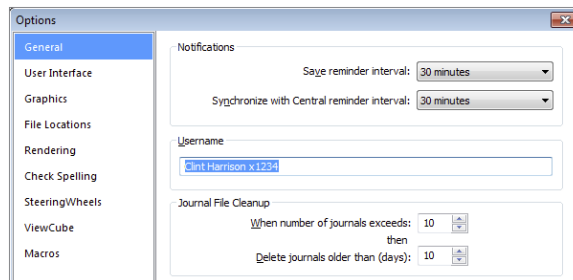 Options
General
User Interface
Graphics
File Locations
Rendering
Check Spelling
SteeringWheels
ViewCube
Macros
Notifications
Save reminder interval: 30 minutes
Synchronize with Central reminder interval: 30 minutes
Username
Clint Harrison x1234
Journal File Cleanup
When number of journals exceeds: 10
then
Delete journals older than (days): 10